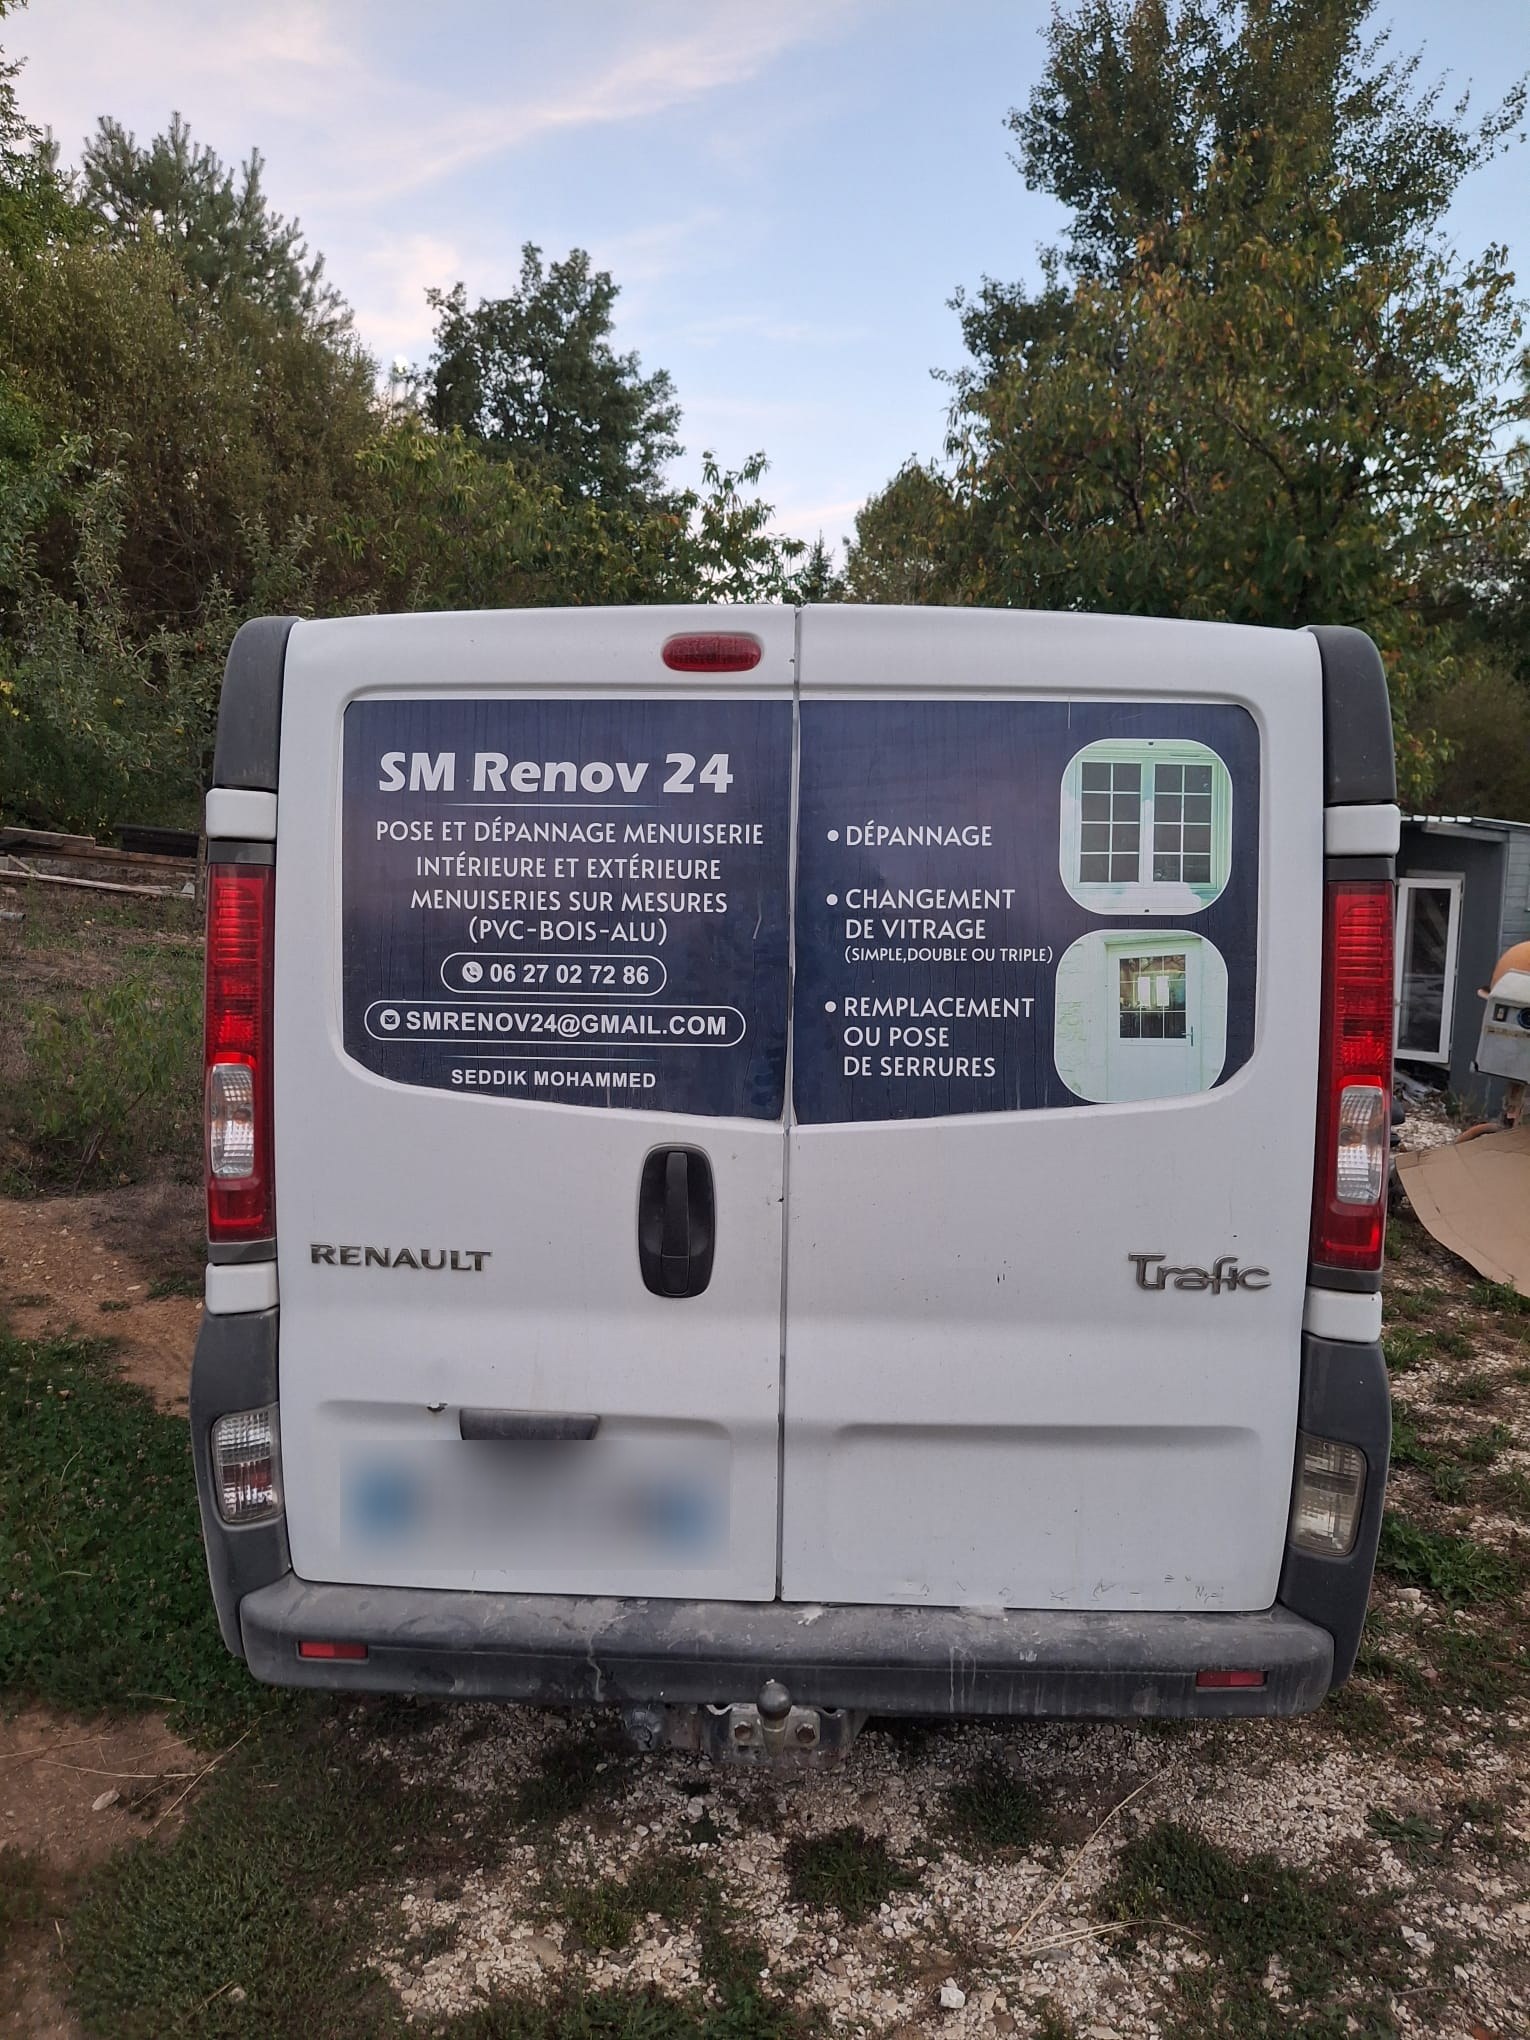 SM Renov 24
POSE ET DÉPANNAGE MENUISERIE
INTÉRIEURE ET EXTÉRIEURE
MENUISERIES SUR MESURES
(PVC-BOIS-ALU)
06 27 02 72 86
SMRENOV24@GMAIL.COM
SEDDIK MOHAMMED
• DÉPANNAGE
• CHANGEMENT
DE VITRAGE
(SIMPLE,DOUBLE OU TRIPLE)
• REMPLACEMENT
OU POSE
DE SERRURES
RENAULT
Trafic